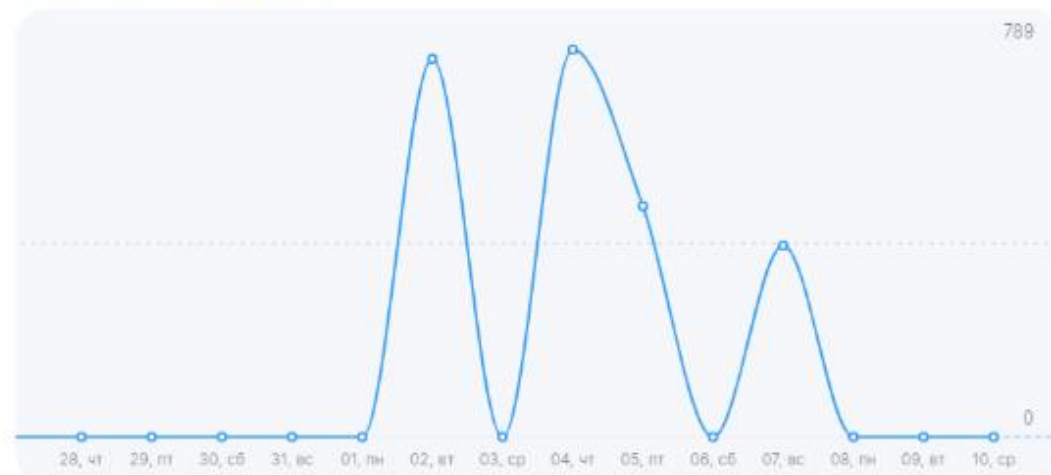 789
0
28, чт 29, пт 30, сб 31, вс 01, пн 02, вт 03, ср 04, чт 05, пт 06, сб 07, вс 08, пн 09, вт 10, ср